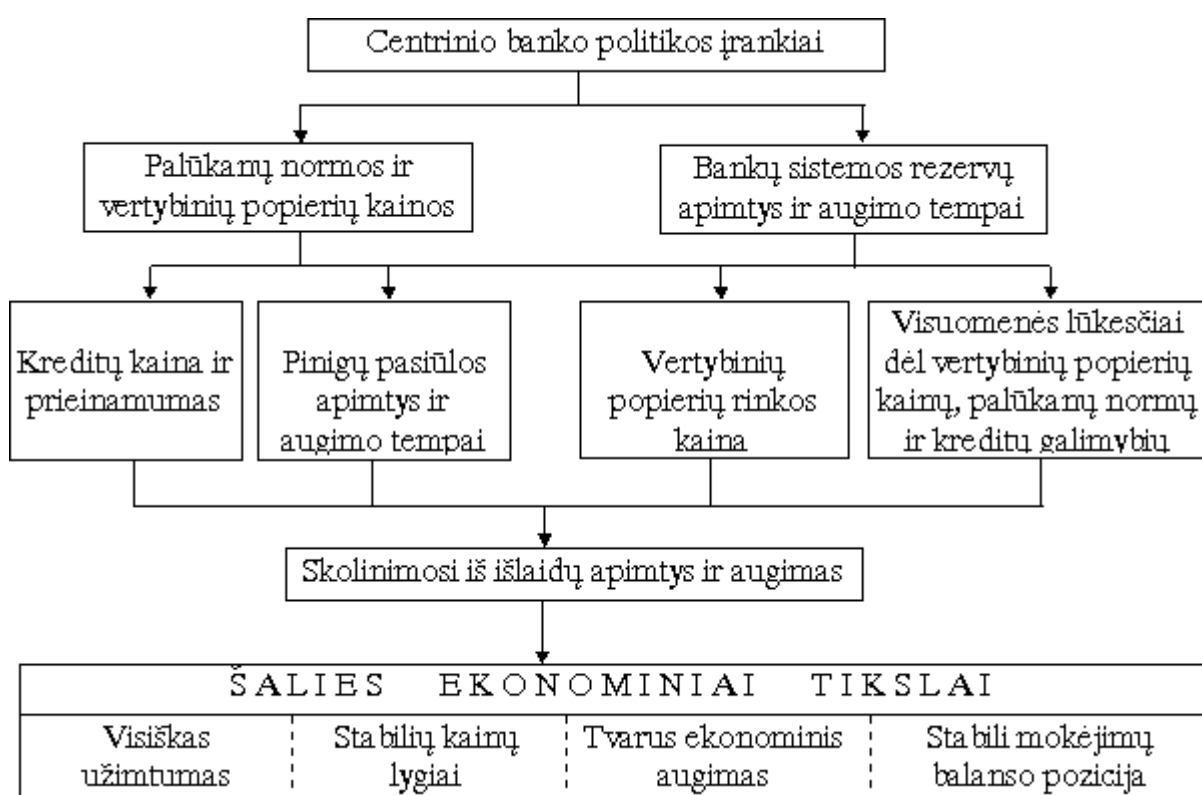 Centrinio banko politikos įrankiai
Palūkanų normos ir
vertybinių popierių kainos
Bankų sistemos rezervų
apimtys ir augimo tempai
Kreditų kaina ir
prieinamumas
Pinigų pasiūlos
apimtys ir
augimo tempai
Vertybinių
popierių rinkos
kaina
Visuomenės lūkesčiai
dėl vertybinių popierių
kainų, palūkanų normų
ir kreditų galimybių
Skolinimosi iš išlaidų apimtys ir augimas
ŠALIES EKONOMINIAI TIKSLAI
Visiškas
užimtumas
Stabilių kainų
lygiai
Tvarus ekonominis
augimas
Stabili mokėjimų
balanso pozicija